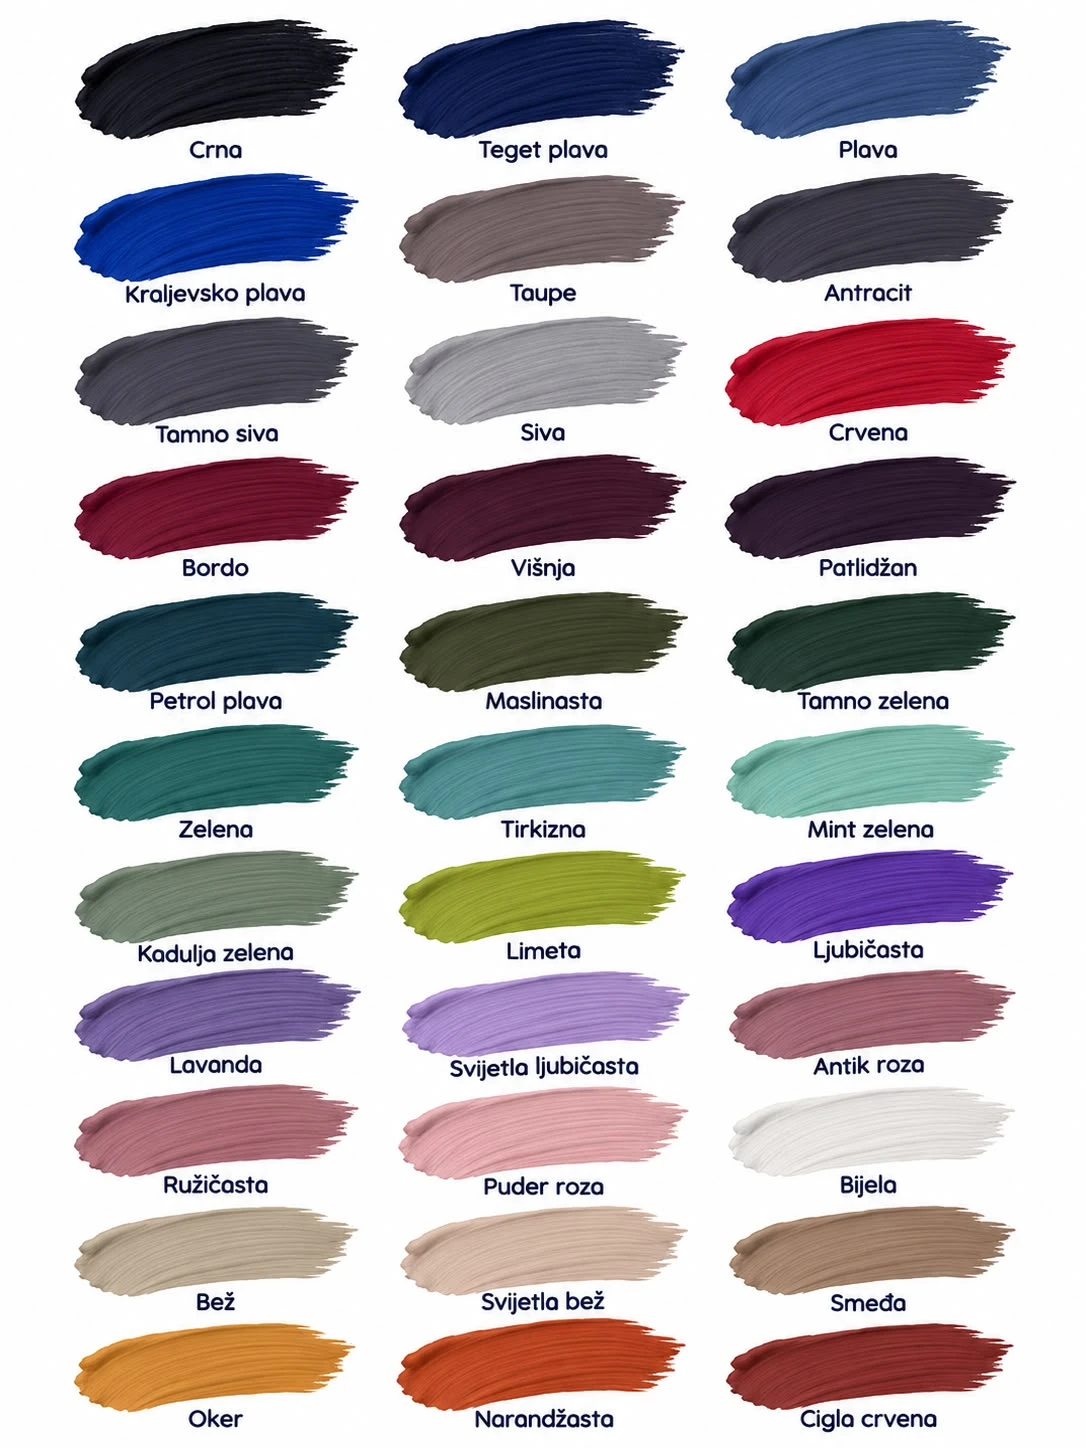 Crna
Teget plava
Plava
Kraljevsko plava
Taupe
Antracit
Tamno siva
Siva
Crvena
Bordo
Višnja
Patlidžan
Petrol plava
Maslinasta
Tamno zelena
Zelena
Tirkizna
Mint zelena
Kadulja zelena
Limeta
Ljubičasta
Lavanda
Svijetla ljubičasta
Antik roza
Ružičasta
Puder roza
Bijela
Bež
Svijetla bež
Smeđa
Oker
Narandžasta
Cigla crvena